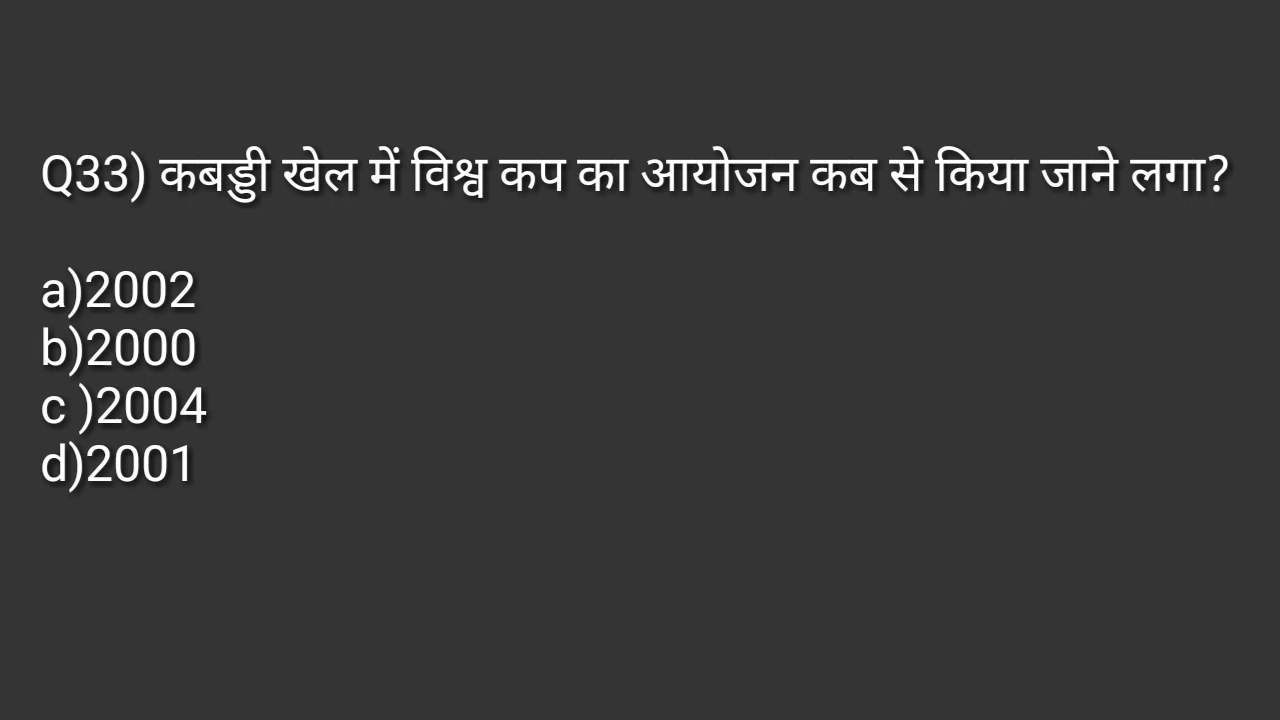 Q33) कबड्डी खेल में विश्व कप का आयोजन कब से किया जाने लगा?
a)2002
b)2000
c )2004
d)2001